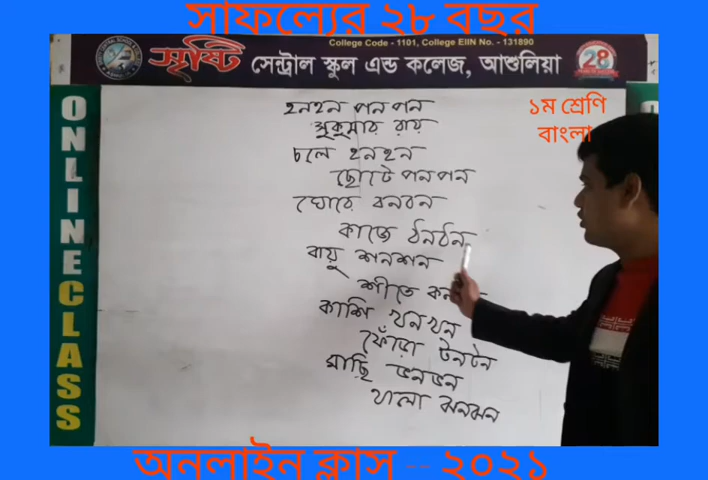 সাফল্যের ২৮ বছর
College Code - 1101, College EIIN No. - 131890
সৃষ্টি সেন্ট্রাল স্কুল এন্ড কলেজ, আশুলিয়া
28
১ম শ্রেণি
বাংলা
ONLINE CLASS
হনহন পনপন
সুকুমার রায়
চলে হনহন
ছোটে পনপন
ঘোরে বনবন
কাজে ঠনঠন
বায়ু শনশন
শীতে কন
কাশি খনখন
ফোঁড়া টনটন
মাছি ভনভন
থালা ঝনঝন
অনলাইন ক্লাস -- ২০২১